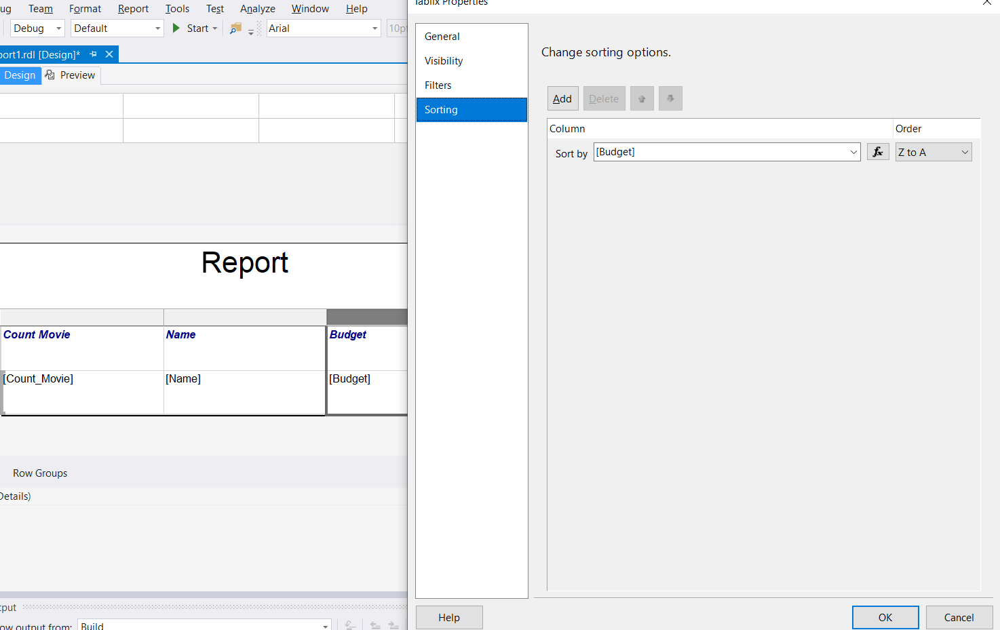 ug Team Format Report Tools Test Analyze Window Help
Debug Default Start Arial 10pt
port1.rdl [Design]*
Design Preview
Report
Count Movie Name Budget
[Count_Movie] [Name] [Budget]
Row Groups
Details)
tput
ow output from: Build
Tablix Properties
General
Visibility
Filters
Sorting
Change sorting options.
Add Delete
Column Order
Sort by [Budget] fx Z to A
Help OK Cancel